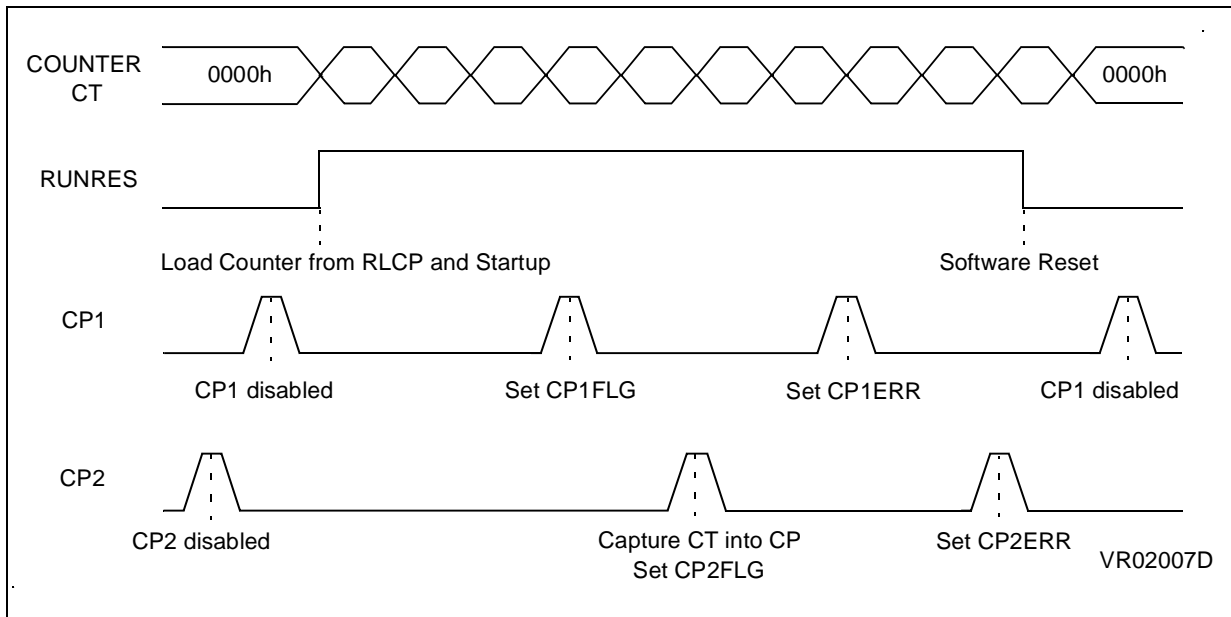 COUNTER
CT
0000h
0000h
RUNRES
Load Counter from RLCP and Startup
Software Reset
CP1
CP1 disabled
Set CP1FLG
Set CP1ERR
CP1 disabled
CP2
CP2 disabled
Capture CT into CP
Set CP2FLG
Set CP2ERR
VR02007D